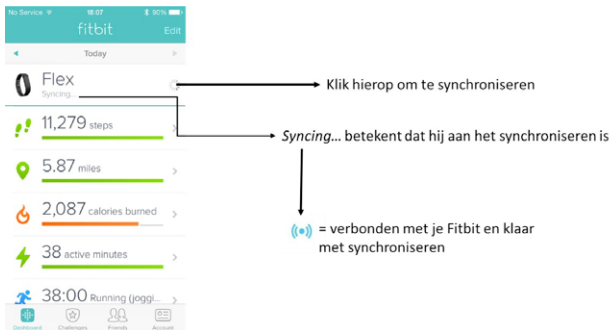 No Service 18:07 90%
fitbit Edit
Today
Flex
Syncing...
Klik hierop om te synchroniseren
11,279 steps
Syncing... betekent dat hij aan het synchroniseren is
5.87 miles
2,087 calories burned
= verbonden met je Fitbit en klaar
met synchroniseren
38 active minutes
38:00 Running (joggi...
Dashboard Challenges Friends Account